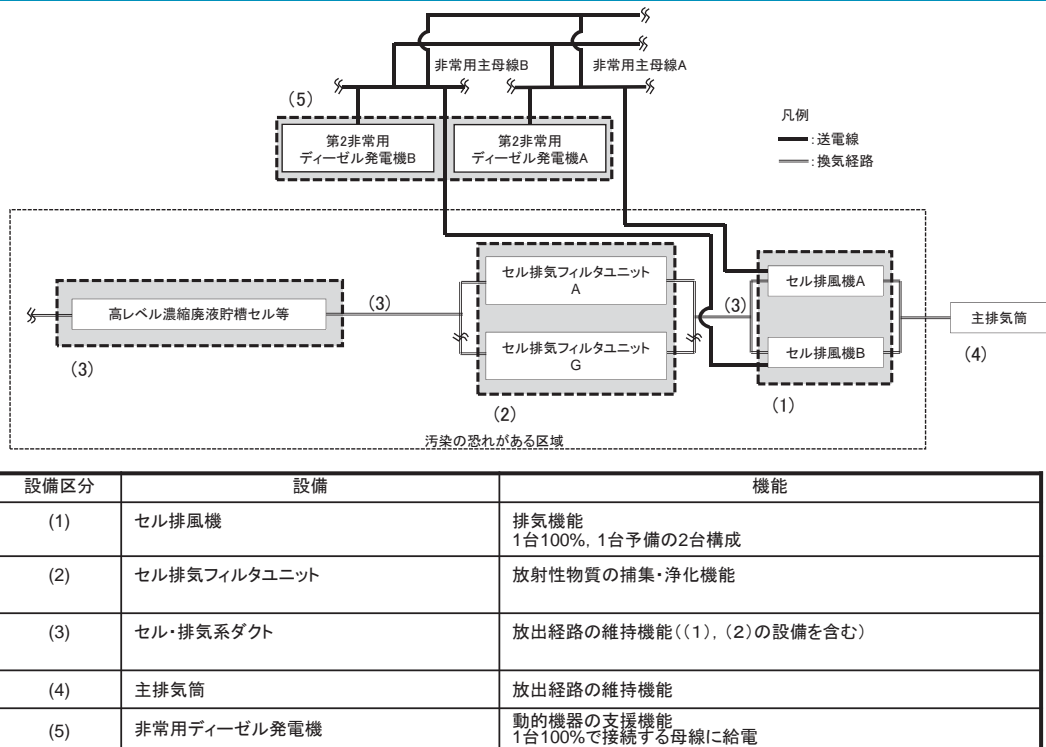 非常用主母線B
非常用主母線A
(5)
第2非常用
ディーゼル発電機B
第2非常用
ディーゼル発電機A
凡例
:送電線
:換気経路
セル排気フィルタユニット
A
セル排風機A
(3)
(3)
高レベル濃縮廃液貯槽セル等
主排気筒
セル排気フィルタユニット
G
セル排風機B
(3)
(4)
(2)
(1)
汚染の恐れがある区域
設備区分 設備 機能
(1) セル排風機 排気機能
1台100%, 1台予備の2台構成
(2) セル排気フィルタユニット 放射性物質の捕集・浄化機能
(3) セル・排気系ダクト 放出経路の維持機能((1), (2)の設備を含む)
(4) 主排気筒 放出経路の維持機能
(5) 非常用ディーゼル発電機 動的機器の支援機能
1台100%で接続する母線に給電